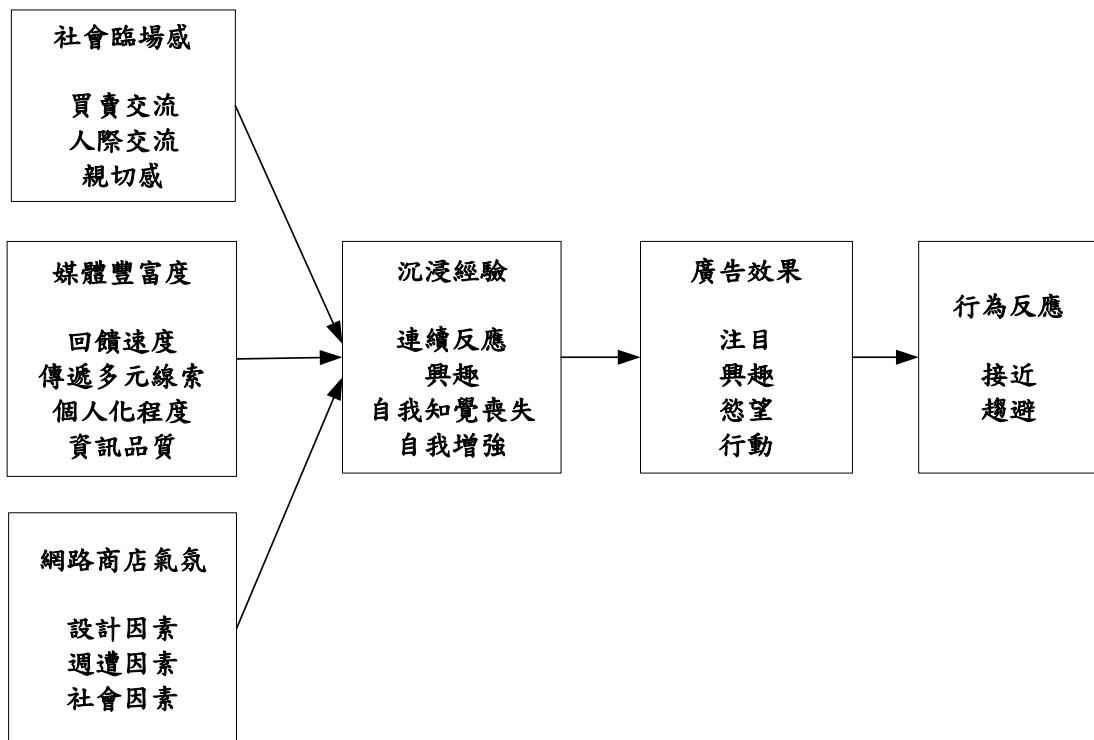 社會臨場感
買賣交流
人際交流
親切感
媒體豐富度
回饋速度
傳遞多元線索
個人化程度
資訊品質
網路商店氣氛
設計因素
週遭因素
社會因素
沉浸經驗
連續反應
興趣
自我知覺喪失
自我增強
廣告效果
注目
興趣
慾望
行動
行為反應
接近
趨避